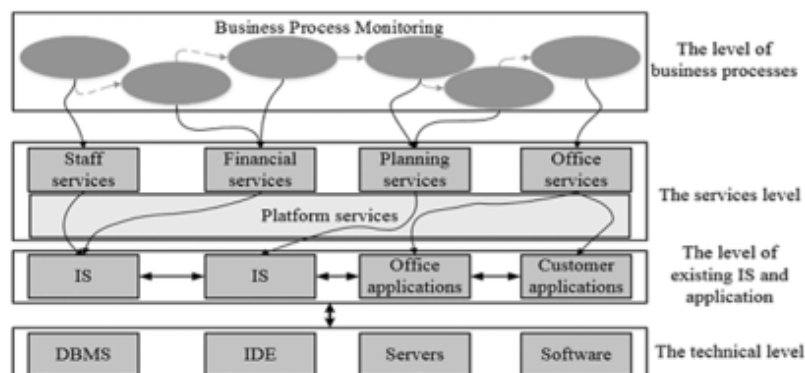 Business Process Monitoring
The level of
business processes
Staff
services
Financial
services
Planning
services
Office
services
Platform services
The services level
IS
IS
Office
applications
Customer
applications
The level of
existing IS and
application
DBMS
IDE
Servers
Software
The technical level